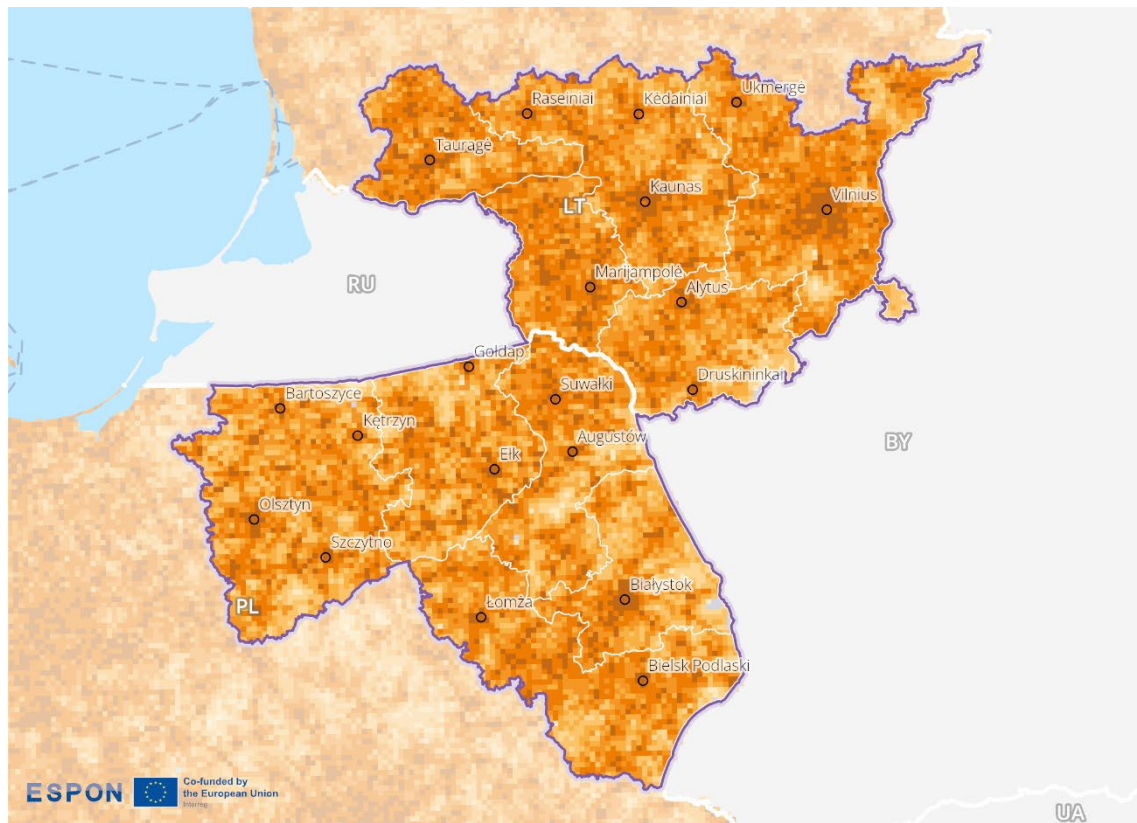 Ukmergė
Raseiniai
Kėdainiai
Tauragė
Kaunas
Vilnius
LT
Marijampolė
Alytus
RU
Gołdap
Druskininkai
Suwałki
Bartoszyce
Kętrzyn
Augustów
BY
Ełk
Olsztyn
Szczytno
Białystok
PL
Łomża
Bielsk Podlaski
ESPON
Co-funded by
the European Union
Interreg
UA